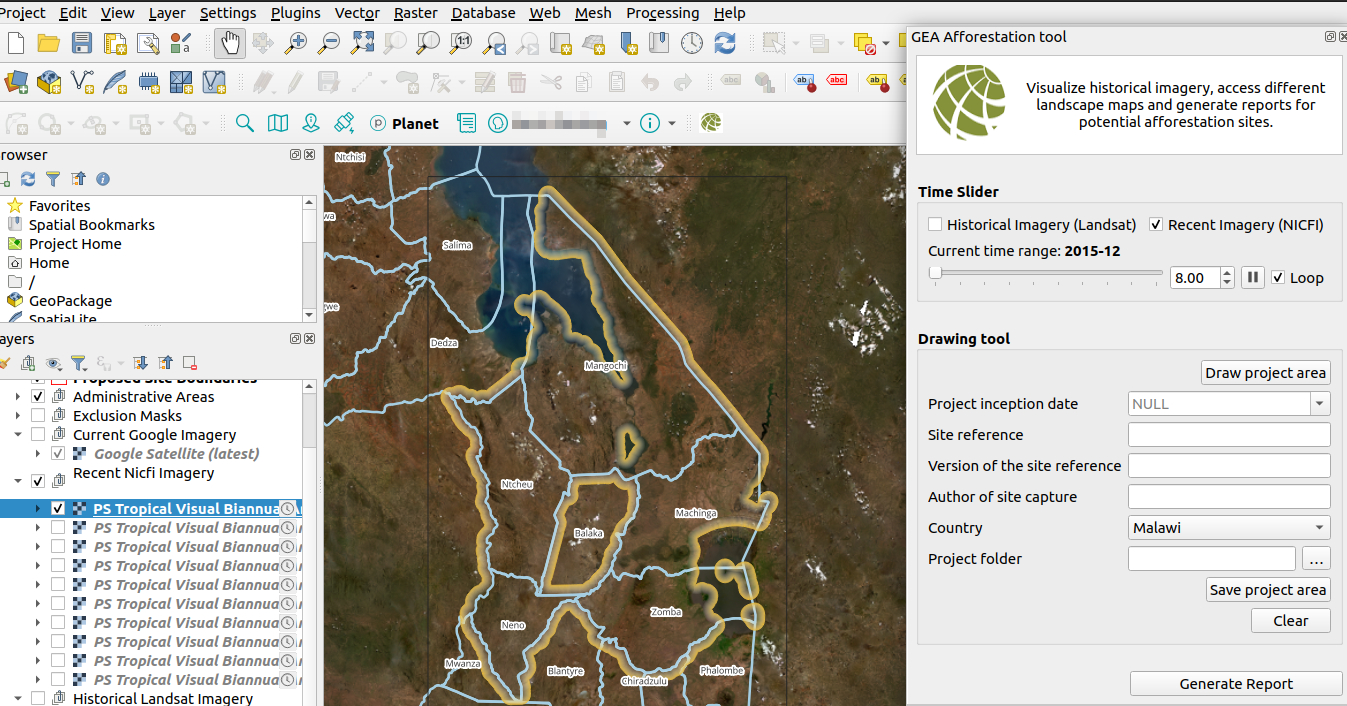 Project Edit View Layer Settings Plugins Vector Raster Database Web Mesh Processing Help
GEA Afforestation tool
Visualize historical imagery, access different
landscape maps and generate reports for
potential afforestation sites.
1:1
abc
ab
abc
ab
Planet
rowser
Favorites
Spatial Bookmarks
Project Home
Home
/
GeoPackage
SpatiaLite
ayers
Proposed Site Boundaries
Administrative Areas
Exclusion Masks
Current Google Imagery
Google Satellite (latest)
Recent Nicfi Imagery
PS Tropical Visual Biannua
PS Tropical Visual Biannua
PS Tropical Visual Biannua
PS Tropical Visual Biannua
PS Tropical Visual Biannua
PS Tropical Visual Biannua
PS Tropical Visual Biannua
PS Tropical Visual Biannua
PS Tropical Visual Biannua
PS Tropical Visual Biannua
Historical Landsat Imagery
Ntchisi
wa
Salima
gwe
Dedza
Mangochi
Ntcheu
Machinga
Balaka
Zomba
Neno
Mwanza
Blantyre
Phalombe
Chiradzulu
Time Slider
Historical Imagery (Landsat) Recent Imagery (NICFI)
Current time range: 2015-12
8.00 Loop
Drawing tool
Draw project area
Project inception date NULL
Site reference
Version of the site reference
Author of site capture
Country Malawi
Project folder ...
Save project area
Clear
Generate Report